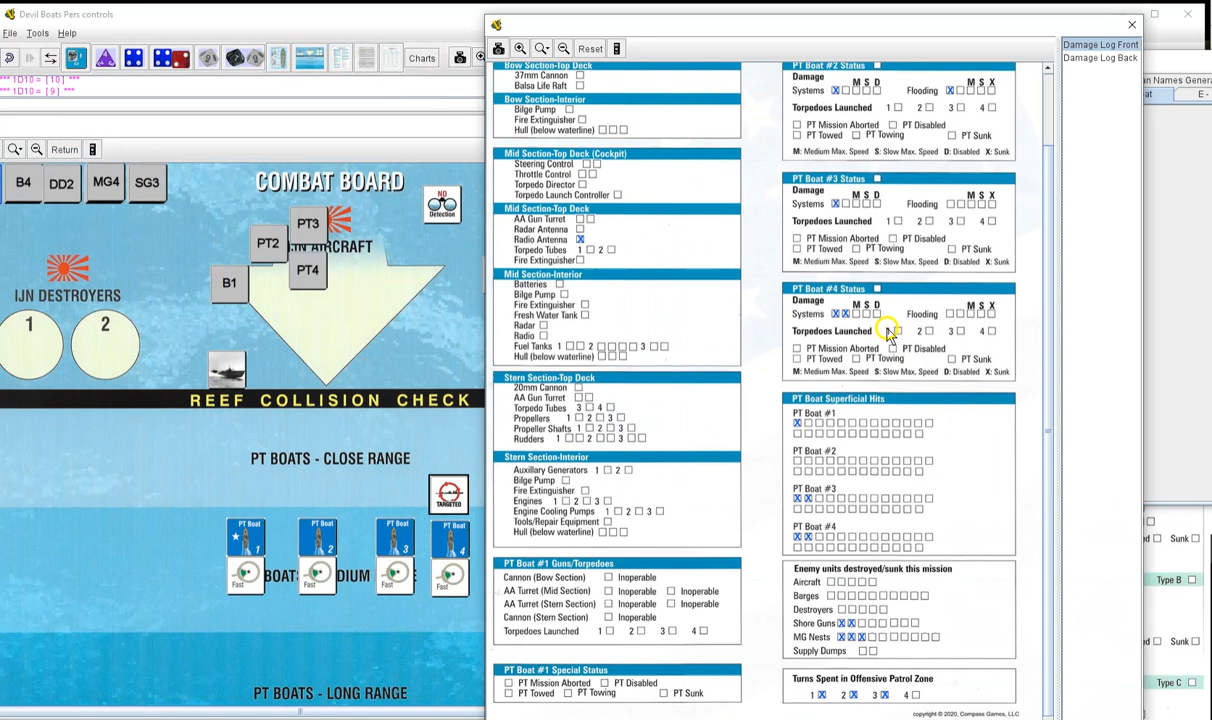 Devil Boats Pers controls
File Tools Help
Charts
*** 1D10 = [ 10 ] ***
*** 1D10 = [ 9 ] ***
Return
B4
DD2
MG4
SG3
COMBAT BOARD
NO
Detection
PT3
PT2
AIRCRAFT
PT4
B1
IJN DESTROYERS
1
2
REEF COLLISION CHECK
PT BOATS - CLOSE RANGE
TARGETED
PT Boat
1
PT Boat
2
PT Boat
3
PT Boat
4
Fast
Fast
Fast
Fast
PT BOATS - LONG RANGE
Reset
Bow Section-Top Deck
37mm Cannon
Balsa Life Raft
Bow Section-Interior
Bilge Pump
Fire Extinguisher
Hull (below waterline)
Mid Section-Top Deck (Cockpit)
Steering Control
Throttle Control
Torpedo Director
Torpedo Launch Controller
Mid Section-Top Deck
AA Gun Turret
Radar Antenna
Radio Antenna X
Torpedo Tubes 1 2
Fire Extinguisher
Mid Section-Interior
Batteries
Bilge Pump
Fire Extinguisher
Fresh Water Tank
Radar
Radio
Fuel Tanks 1 2 3
Hull (below waterline)
Stern Section-Top Deck
20mm Cannon
AA Gun Turret
Torpedo Tubes 3 4
Propellers 1 2 3
Propeller Shafts 1 2 3
Rudders 1 2 3
Stern Section-Interior
Auxillary Generators 1 2
Bilge Pump
Fire Extinguisher
Engines 1 2 3
Engine Cooling Pumps 1 2 3
Tools/Repair Equipment
Hull (below waterline)
PT Boat #1 Guns/Torpedoes
Cannon (Bow Section) Inoperable
AA Turret (Mid Section) Inoperable Inoperable
AA Turret (Stern Section) Inoperable Inoperable
Cannon (Stern Section) Inoperable
Torpedoes Launched 1 2 3 4
PT Boat #1 Special Status
PT Mission Aborted PT Disabled
PT Towed PT Towing PT Sunk
PT Boat #2 Status
Damage M S D M S X
Systems X Flooding X
Torpedoes Launched 1 2 3 4
PT Mission Aborted PT Disabled
PT Towed PT Towing PT Sunk
M: Medium Max. Speed S: Slow Max. Speed D: Disabled X: Sunk
PT Boat #3 Status
Damage M S D M S X
Systems X Flooding
Torpedoes Launched 1 2 3 4
PT Mission Aborted PT Disabled
PT Towed PT Towing PT Sunk
M: Medium Max. Speed S: Slow Max. Speed D: Disabled X: Sunk
PT Boat #4 Status
Damage M S D M S X
Systems X X Flooding
Torpedoes Launched 2 3 4
PT Mission Aborted PT Disabled
PT Towed PT Towing PT Sunk
M: Medium Max. Speed S: Slow Max. Speed D: Disabled X: Sunk
PT Boat Superficial Hits
PT Boat #1
X
PT Boat #2
PT Boat #3
X X
PT Boat #4
X X
Enemy units destroyed/sunk this mission
Aircraft
Barges
Destroyers
Shore Guns X X
MG Nests X X X
Supply Dumps
Turns Spent in Offensive Patrol Zone
1 X 2 X 3 X 4
copyright © 2020, Compass Games, LLC
Damage Log Front
Damage Log Back
E -
Sunk
Type B
Sunk
Type C